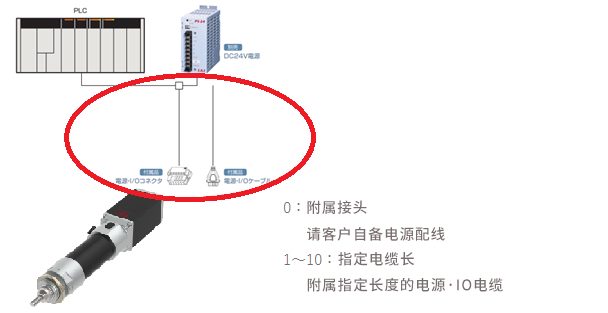 PLC
別売
DC24V電源
付属品
電源・I/Oコネクタ
付属品
電源・I/Oケーブル
0：附属接头
请客户自备电源配线
1～10：指定电缆长
附属指定长度的电源·IO电缆